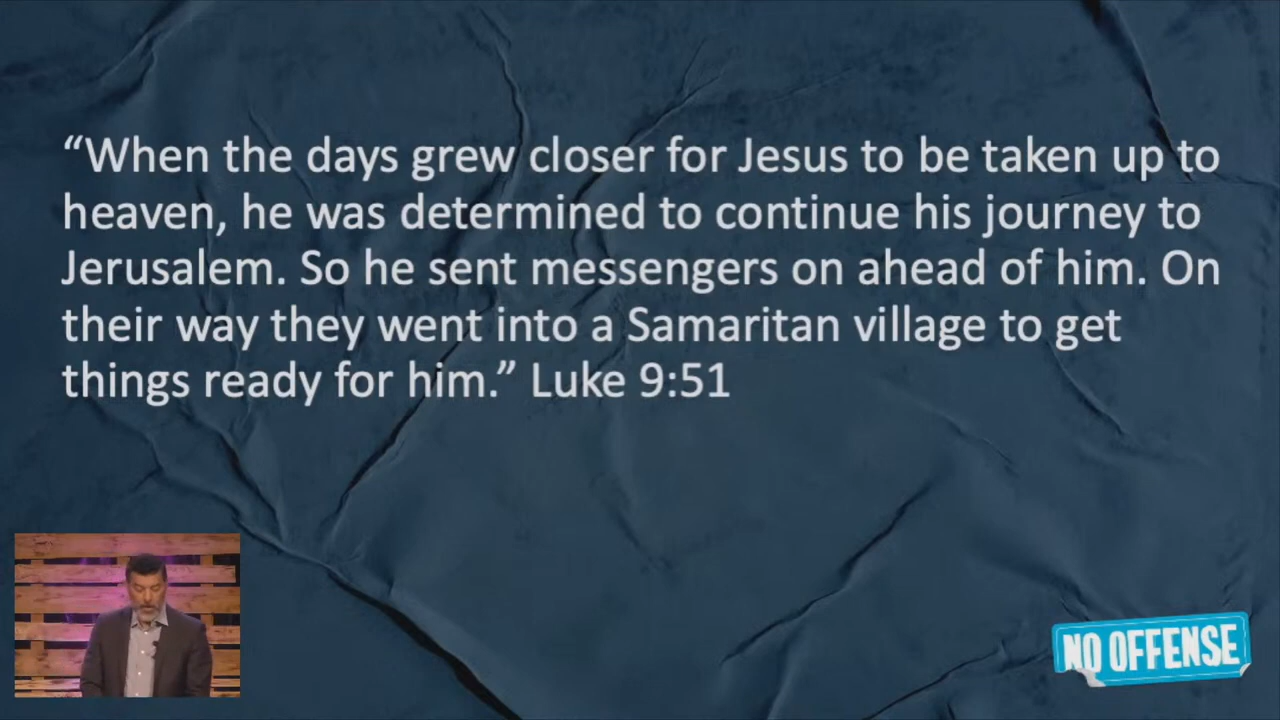 “When the days grew closer for Jesus to be taken up to
heaven, he was determined to continue his journey to
Jerusalem. So he sent messengers on ahead of him. On
their way they went into a Samaritan village to get
things ready for him.” Luke 9:51
NO OFFENSE